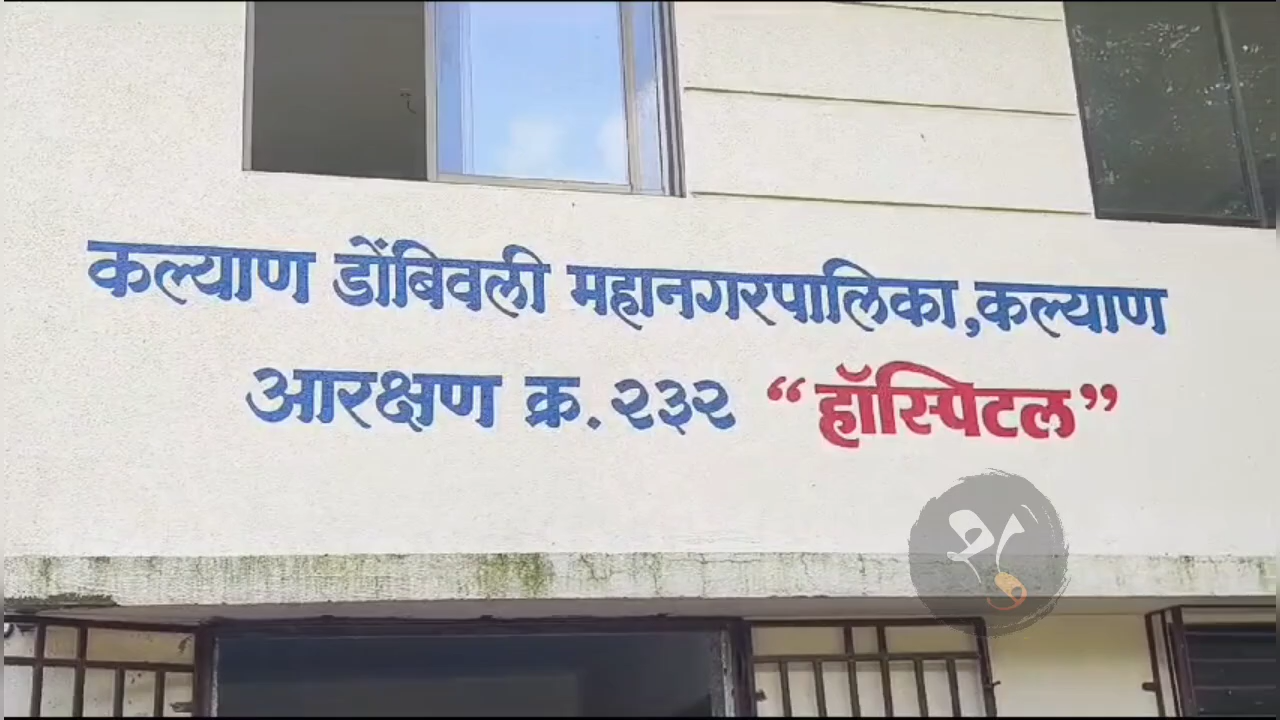 कल्याण डोंबिवली महानगरपालिका,कल्याण
आरक्षण क्र. २३२ “हॉस्पिटल”